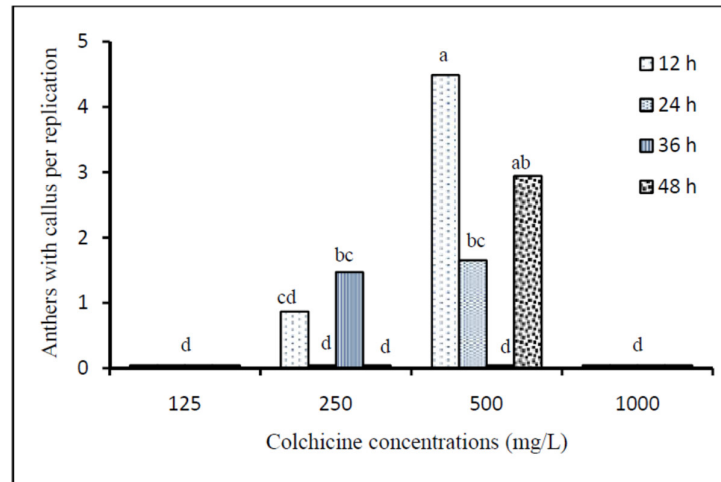 Anthers with callus per replication
5
4
3
2
1
0
d
cd
d
bc
d
a
bc
d
ab
d
12 h
24 h
36 h
48 h
125 250 500 1000
Colchicine concentrations (mg/L)